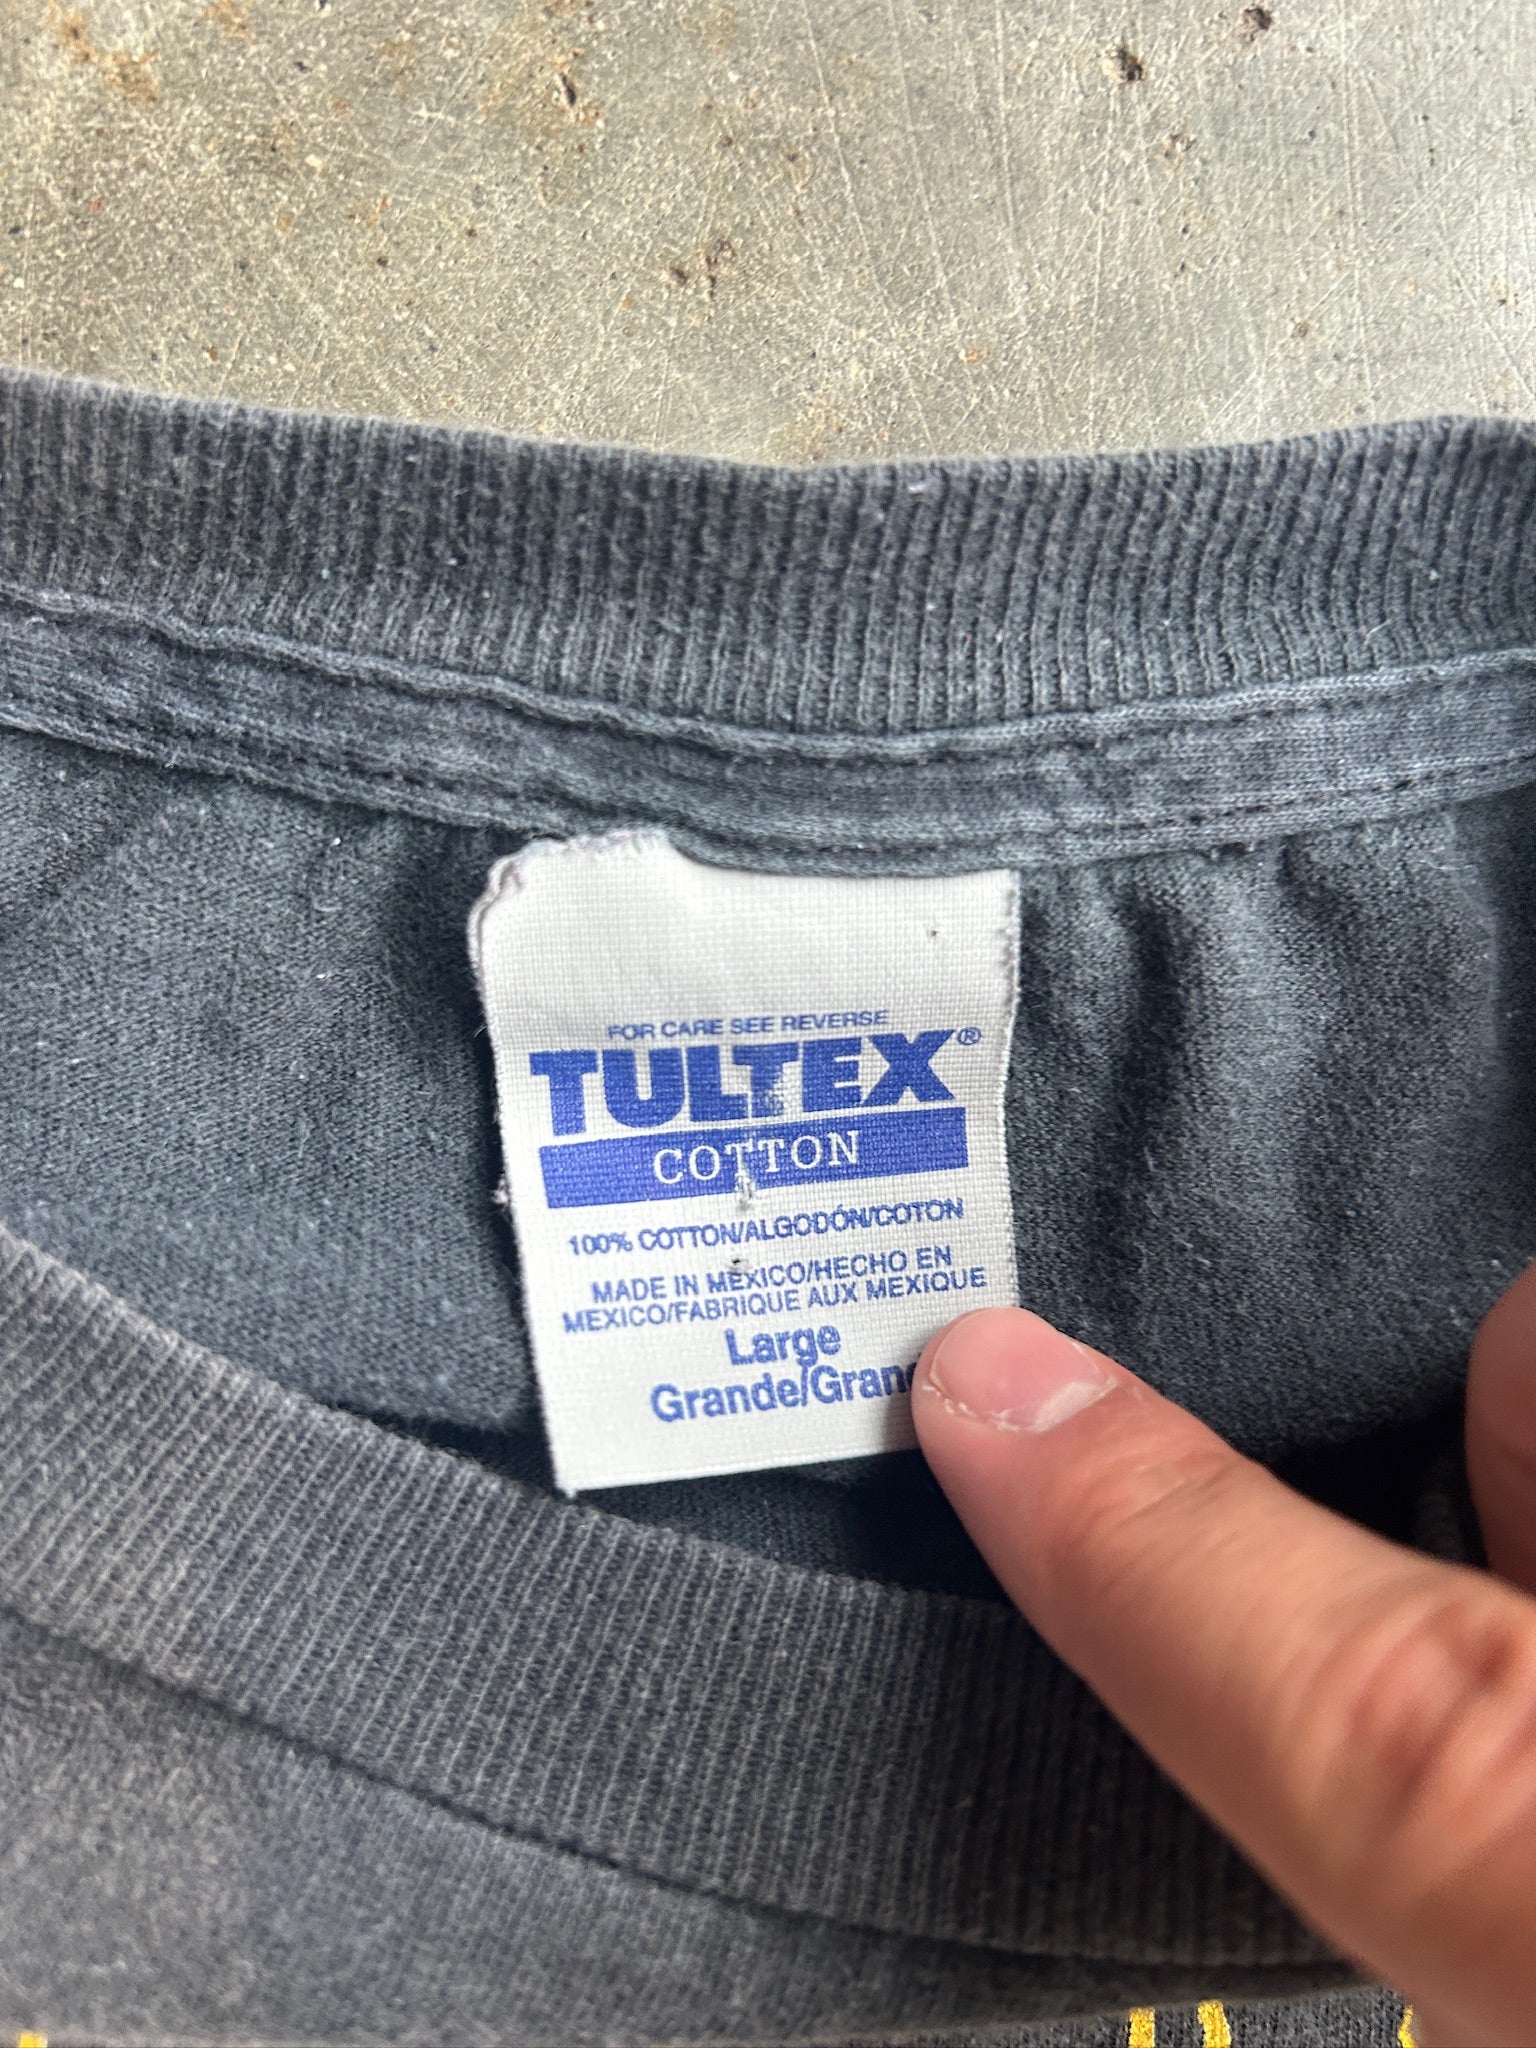 FOR CARE SEE REVERSE
TULTEX®
COTTON
100% COTTON/ALGODÓN/COTON
MADE IN MEXICO/HECHO EN
MEXICO/FABRIQUE AUX MEXIQUE
Large
Grande/